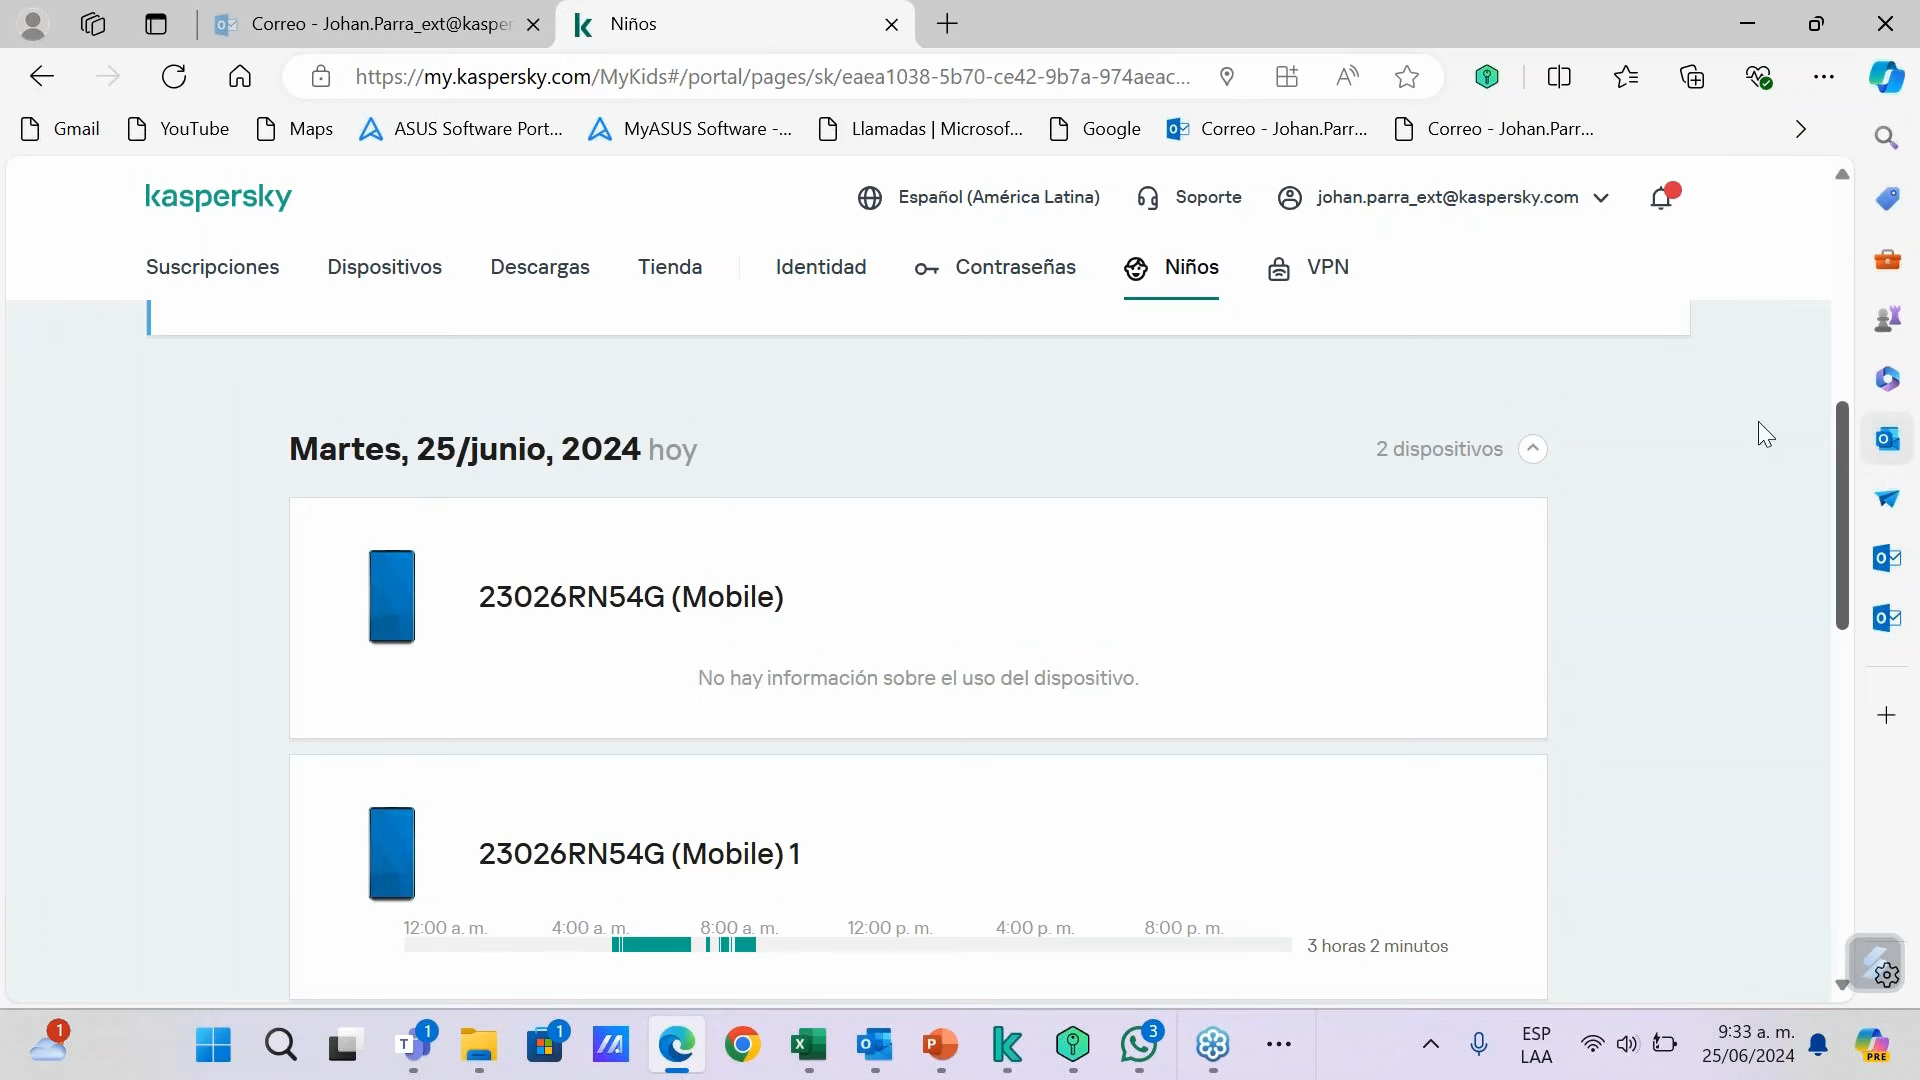 Correo - Johan.Parra_ext@kasper
Niños
https://my.kaspersky.com/MyKids#/portal/pages/sk/eaea1038-5b70-ce42-9b7a-974aeac...
Gmail
YouTube
Maps
ASUS Software Port...
MyASUS Software -...
Llamadas | Microsof...
Google
Correo - Johan.Parr...
Correo - Johan.Parr...
kaspersky
Español (América Latina)
Soporte
johan.parra_ext@kaspersky.com
Suscripciones
Dispositivos
Descargas
Tienda
Identidad
Contraseñas
Niños
VPN
Martes, 25/junio, 2024 hoy
2 dispositivos
23026RN54G (Mobile)
No hay información sobre el uso del dispositivo.
23026RN54G (Mobile) 1
12:00 a. m. 4:00 a. m. 8:00 a. m. 12:00 p. m. 4:00 p. m. 8:00 p. m.
3 horas 2 minutos
1
1
1
3
ESP
LAA
9:33 a. m.
25/06/2024
PRE